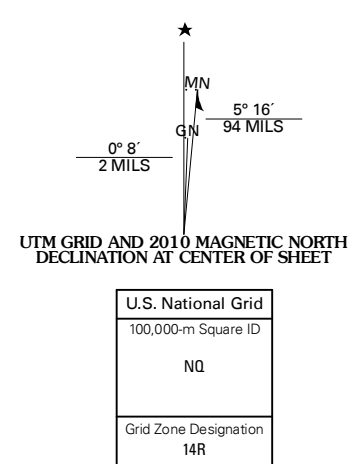 MN
5° 16´
94 MILS
GN
0° 8´
2 MILS
UTM GRID AND 2010 MAGNETIC NORTH
DECLINATION AT CENTER OF SHEET
U.S. National Grid
100,000-m Square ID
NQ
Grid Zone Designation
14R